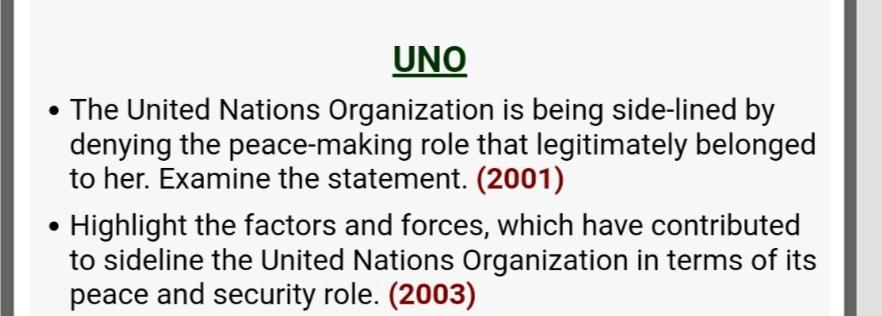 UNO
• The United Nations Organization is being side-lined by
denying the peace-making role that legitimately belonged
to her. Examine the statement. (2001)
• Highlight the factors and forces, which have contributed
to sideline the United Nations Organization in terms of its
peace and security role. (2003)